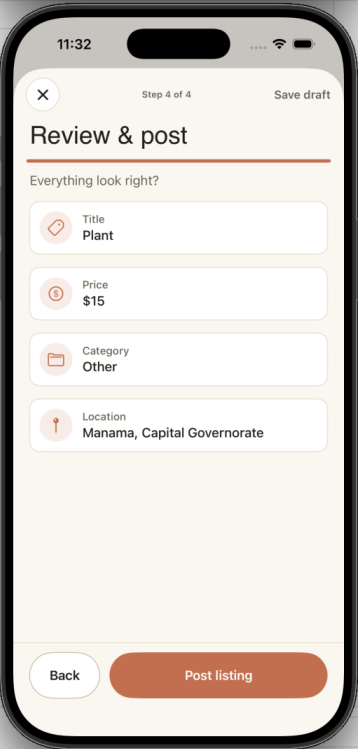 11:32
Step 4 of 4
Save draft
Review & post
Everything look right?
Title
Plant
Price
$15
Category
Other
Location
Manama, Capital Governorate
Back
Post listing